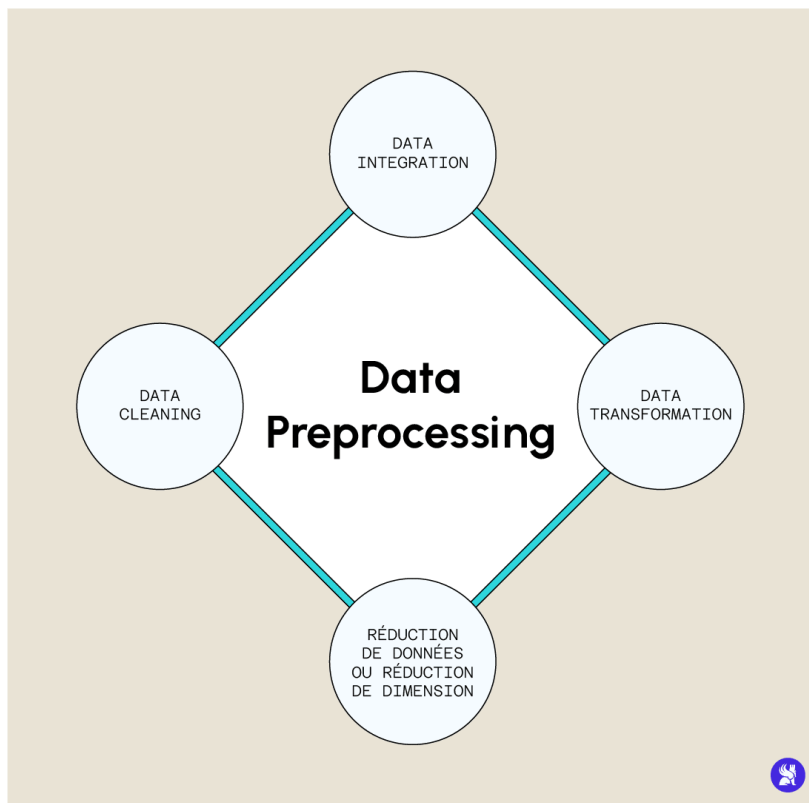 DATA
INTEGRATION
DATA
CLEANING
Data
Preprocessing
DATA
TRANSFORMATION
RÉDUCTION
DE DONNÉES
OU RÉDUCTION
DE DIMENSION